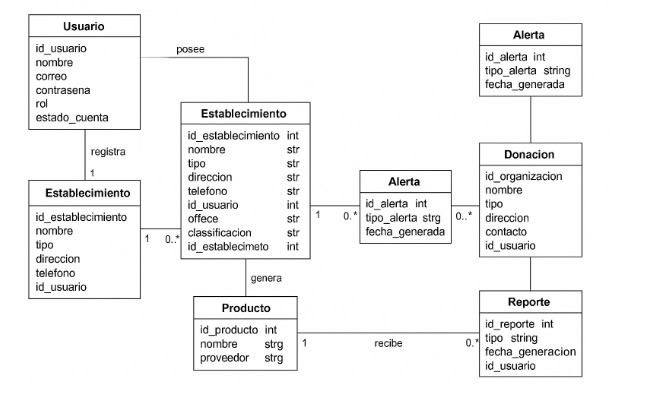 Usuario
id_usuario
nombre
correo
contrasena
rol
estado_cuenta
posee
registra
1
Establecimiento
id_establecimiento
nombre
tipo
direccion
telefono
id_usuario
1
0..*
Establecimiento
id_establecimiento int
nombre str
tipo str
direccion str
telefono str
id_usuario int
offece str
classificacion str
id_establecimeto int
1
0.*
Alerta
id_alerta int
tipo_alerta strg
fecha_generada
0..*
Alerta
id_alerta int
tipo_alerta string
fecha_generada
Donacion
id_organizacion
nombre
tipo
direccion
contacto
id_usuario
genera
Producto
id_producto int
nombre strg
proveedor strg
1
recibe
0.*
Reporte
id_reporte int
tipo string
fecha_generacion
id_usuario